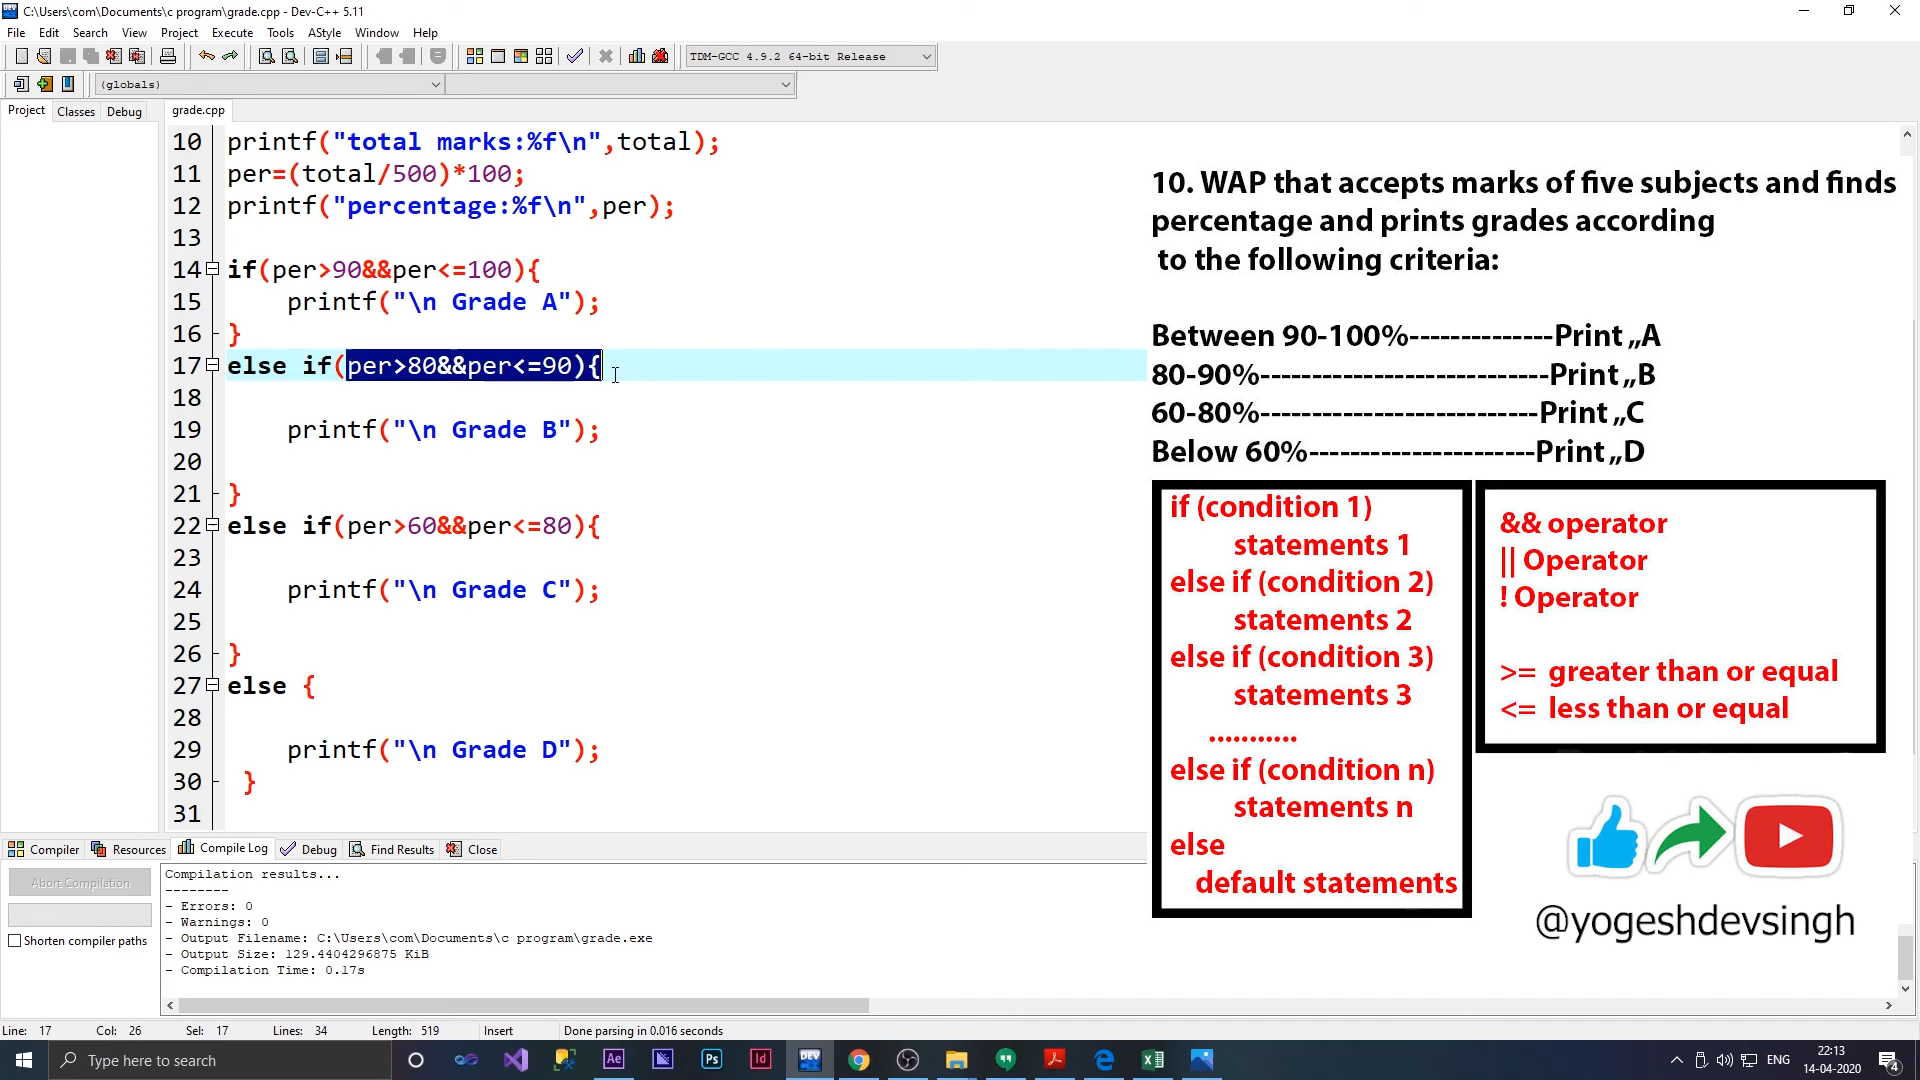 C:\Users\com\Documents\c program\grade.cpp - Dev-C++ 5.11
File Edit Search View Project Execute Tools AStyle Window Help
TDM-GCC 4.9.2 64-bit Release
(globals)
Project Classes Debug
grade.cpp
10 printf("total marks:%f\n",total);
11 per=(total/500)*100;
12 printf("percentage:%f\n",per);
13
14 if(per>90&&per<=100){
15 printf("\n Grade A");
16 }
17 else if(per>80&&per<=90){
18
19 printf("\n Grade B");
20
21 }
22 else if(per>60&&per<=80){
23
24 printf("\n Grade C");
25
26 }
27 else {
28
29 printf("\n Grade D");
30 }
31
10. WAP that accepts marks of five subjects and finds
percentage and prints grades according
to the following criteria:
Between 90-100%--------------Print „A
80-90%----------------------------Print „B
60-80%---------------------------Print „C
Below 60%----------------------Print „D
if (condition 1)
statements 1
else if (condition 2)
statements 2
else if (condition 3)
statements 3
...........
else if (condition n)
statements n
else
default statements
&& operator
|| Operator
! Operator
>= greater than or equal
<= less than or equal
@yogeshdevsingh
Compiler Resources Compile Log Debug Find Results Close
Abort Compilation
Shorten compiler paths
Compilation results...
--------
- Errors: 0
- Warnings: 0
- Output Filename: C:\Users\com\Documents\c program\grade.exe
- Output Size: 129.4404296875 KiB
- Compilation Time: 0.17s
Line: 17 Col: 26 Sel: 17 Lines: 34 Length: 519 Insert Done parsing in 0.016 seconds
Type here to search
Ae
Ps
Id
DEV
ENG
22:13
14-04-2020
4